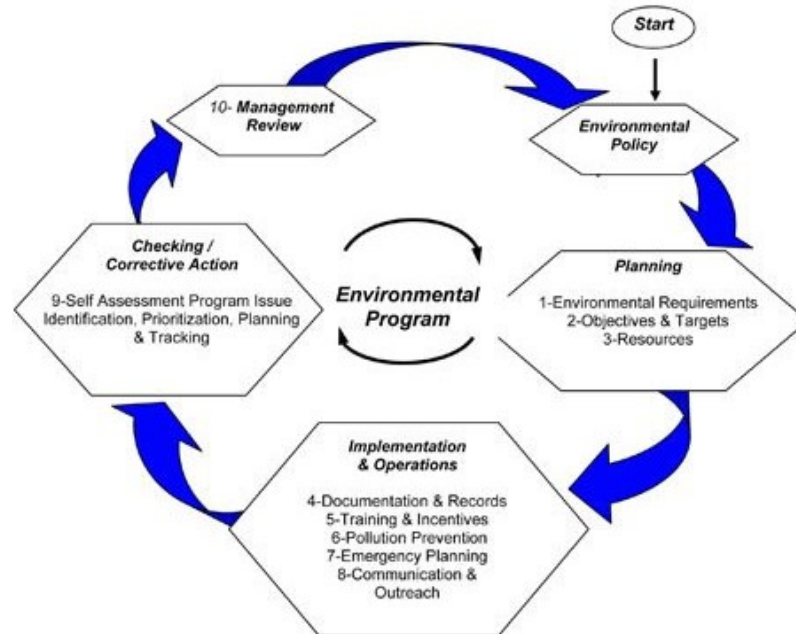 Start
10- Management
Review
Environmental
Policy
Checking /
Corrective Action
9-Self Assessment Program Issue
Identification, Prioritization, Planning
& Tracking
Environmental
Program
Planning
1-Environmental Requirements
2-Objectives & Targets
3-Resources
Implementation
& Operations
4-Documentation & Records
5-Training & Incentives
6-Pollution Prevention
7-Emergency Planning
8-Communication &
Outreach